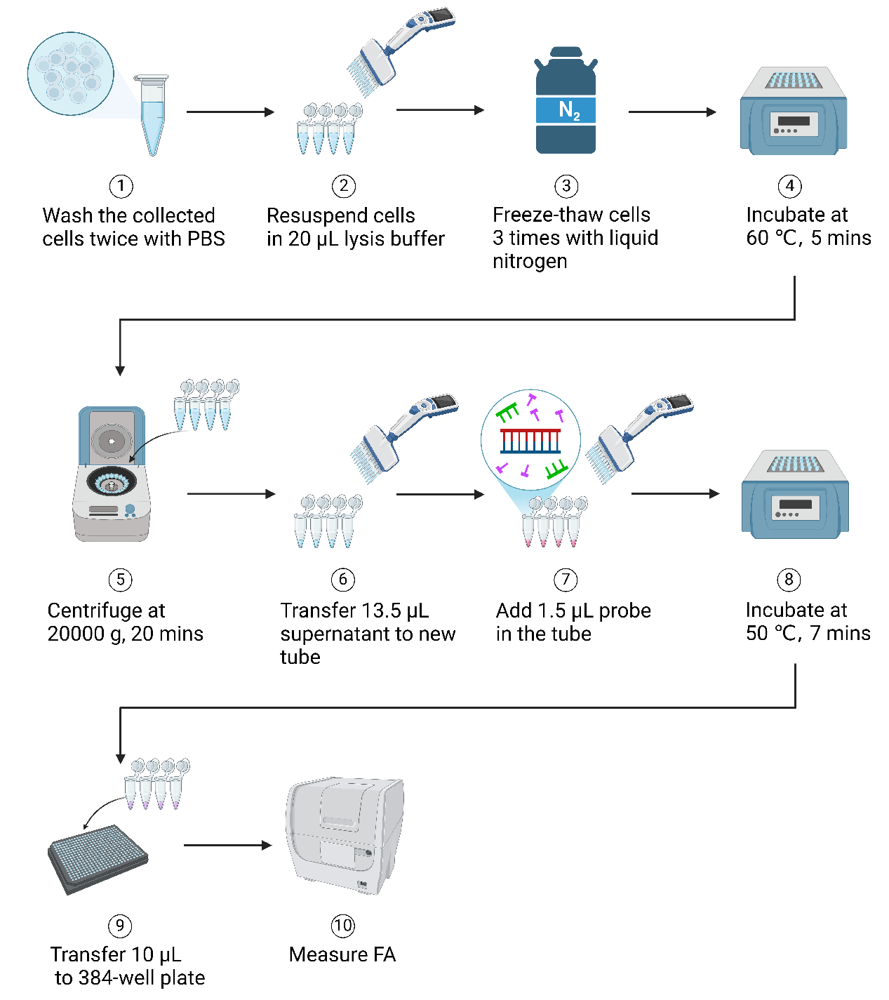 N₂
1
Wash the collected
cells twice with PBS
2
Resuspend cells
in 20 µL lysis buffer
3
Freeze-thaw cells
3 times with liquid
nitrogen
4
Incubate at
60 ℃, 5 mins
5
Centrifuge at
20000 g, 20 mins
6
Transfer 13.5 µL
supernatant to new
tube
7
Add 1.5 µL probe
in the tube
8
Incubate at
50 ℃, 7 mins
9
Transfer 10 µL
to 384-well plate
10
Measure FA